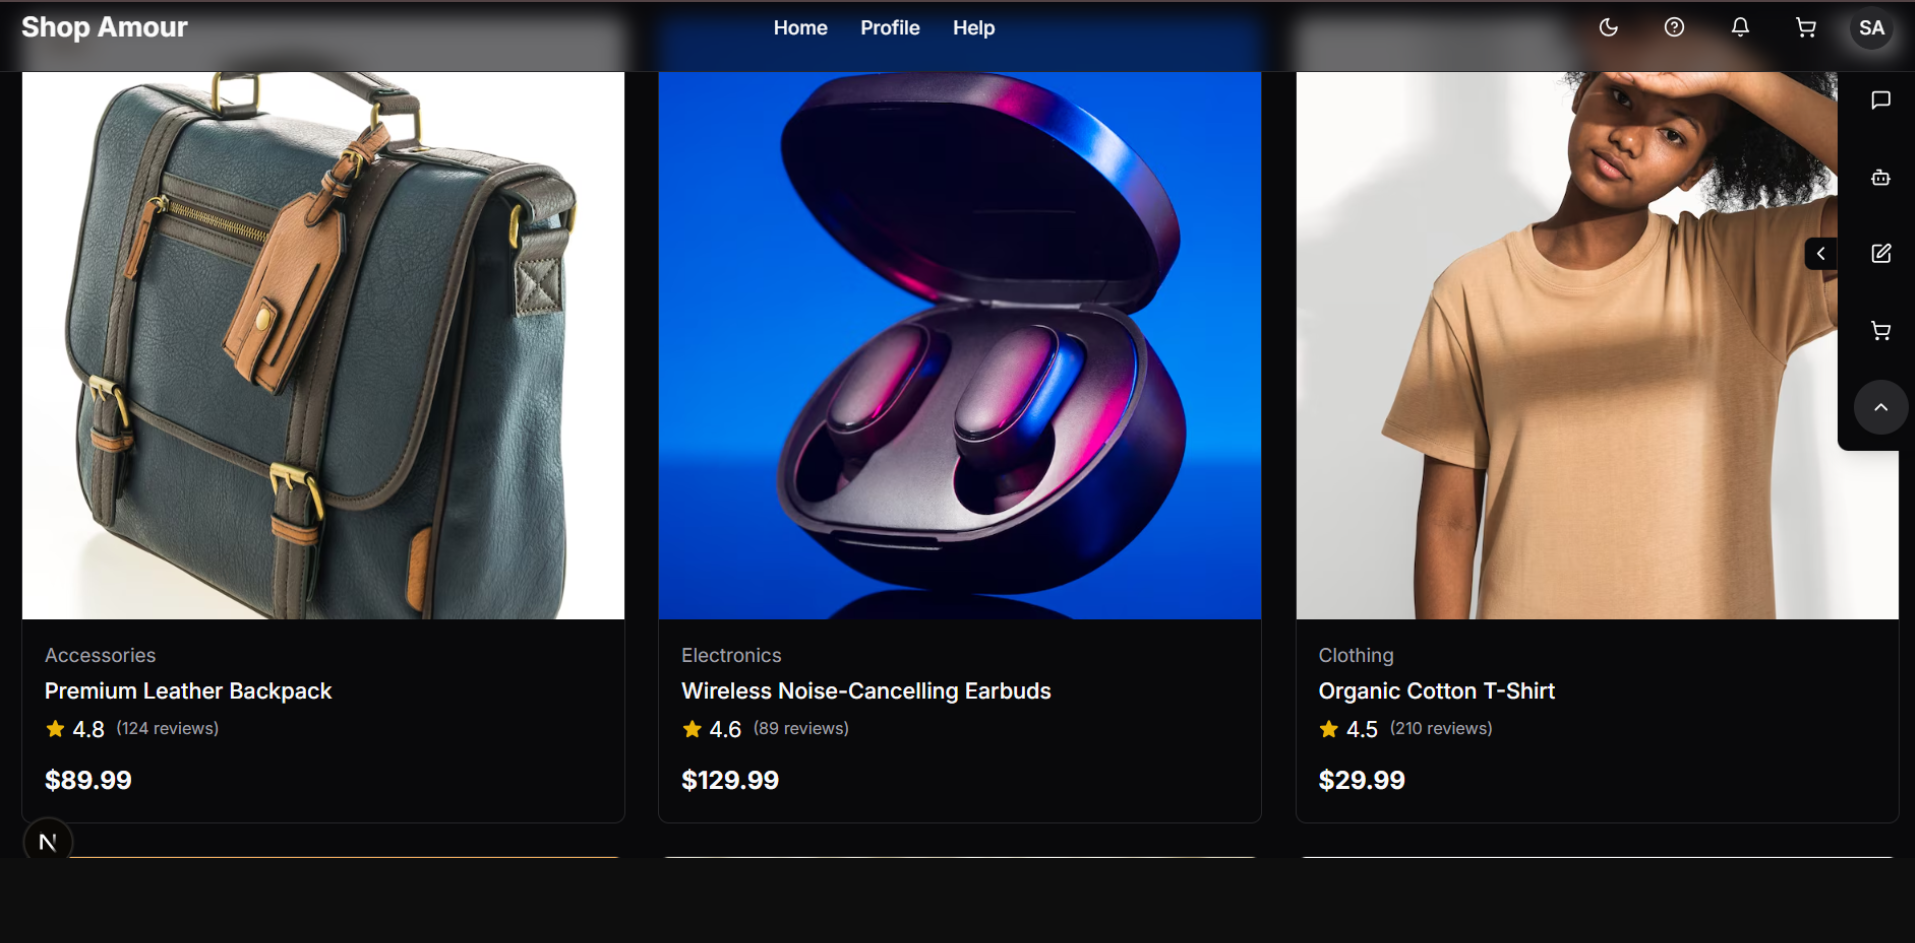 Shop Amour
Home
Profile
Help
SA
Accessories
Premium Leather Backpack
4.8 (124 reviews)
$89.99
Electronics
Wireless Noise-Cancelling Earbuds
4.6 (89 reviews)
$129.99
Clothing
Organic Cotton T-Shirt
4.5 (210 reviews)
$29.99
N